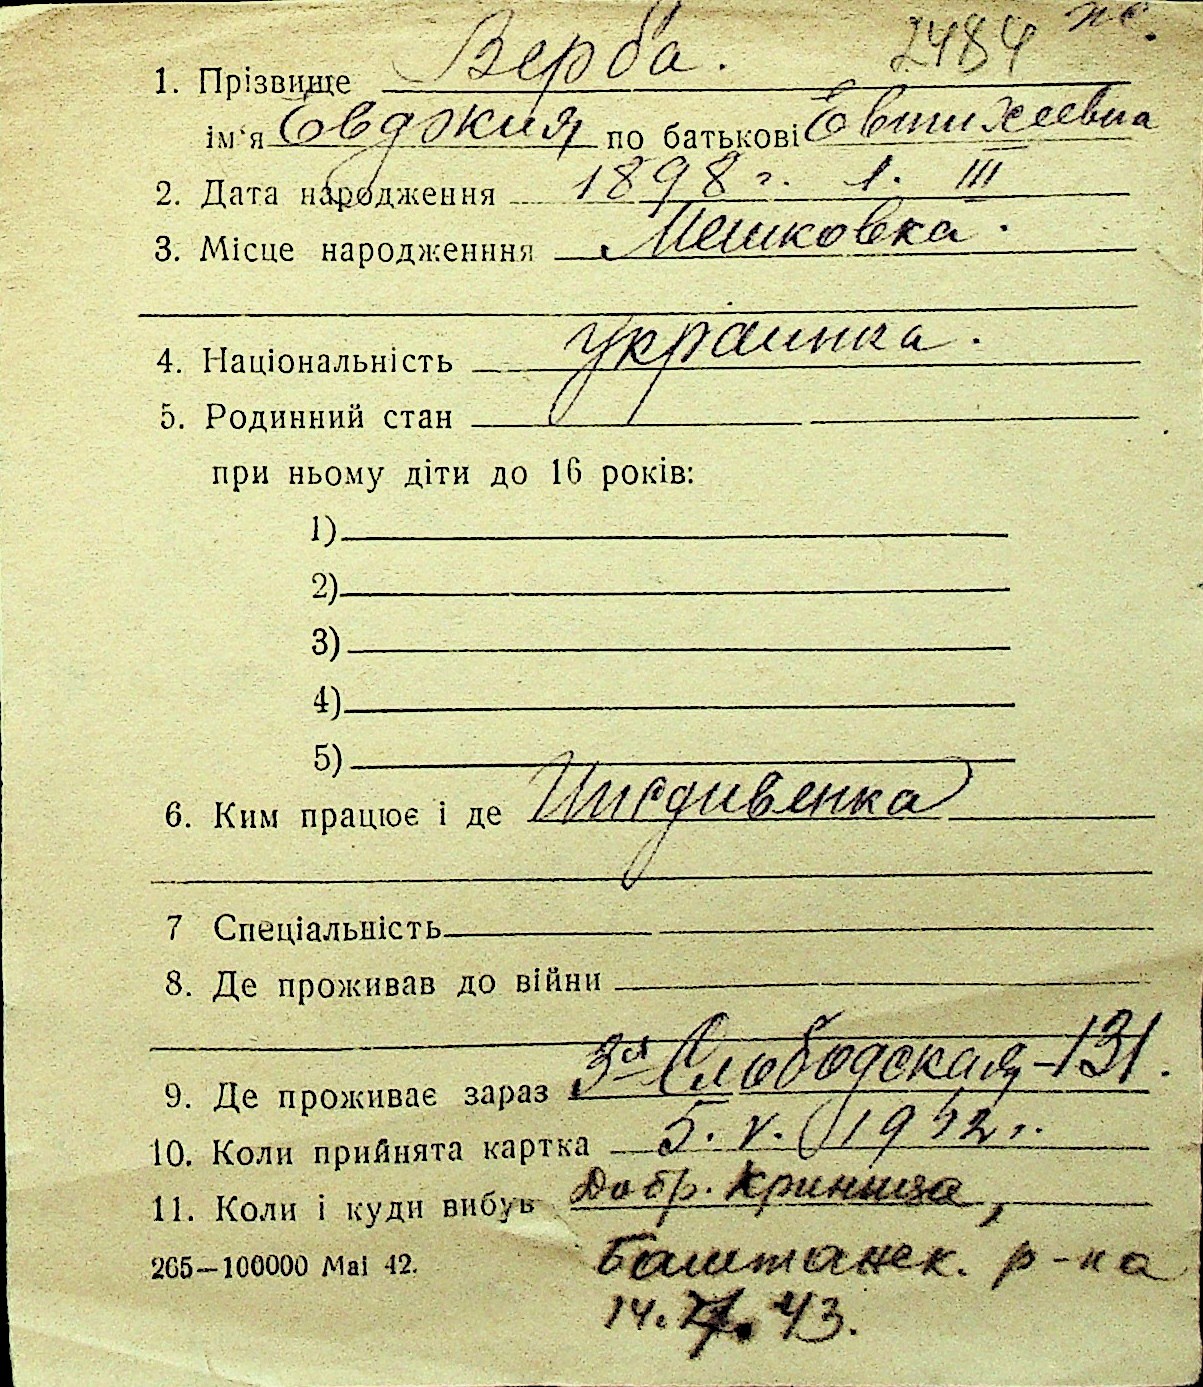 2484 же.
1. Прізвище Верба.
ім‘я Евдокия по батькові Евтихеевна
2. Дата народження 1898 г. 1. III
3. Місце народженння Мешковка.
4. Національність украинка.
5. Родинний стан
при ньому діти до 16 років:
1)
2)
3)
4)
5)
6. Ким працює і де Иждивенка
7 Спеціальність
8. Де проживав до війни
9. Де проживає зараз 3я Слободская-131.
10. Коли прийнята картка 5. V. 1942 г.
11. Коли і куди вибув Добр. Криница,
265—100000 Mai 42.
Баштанск. р-на
14. 43.